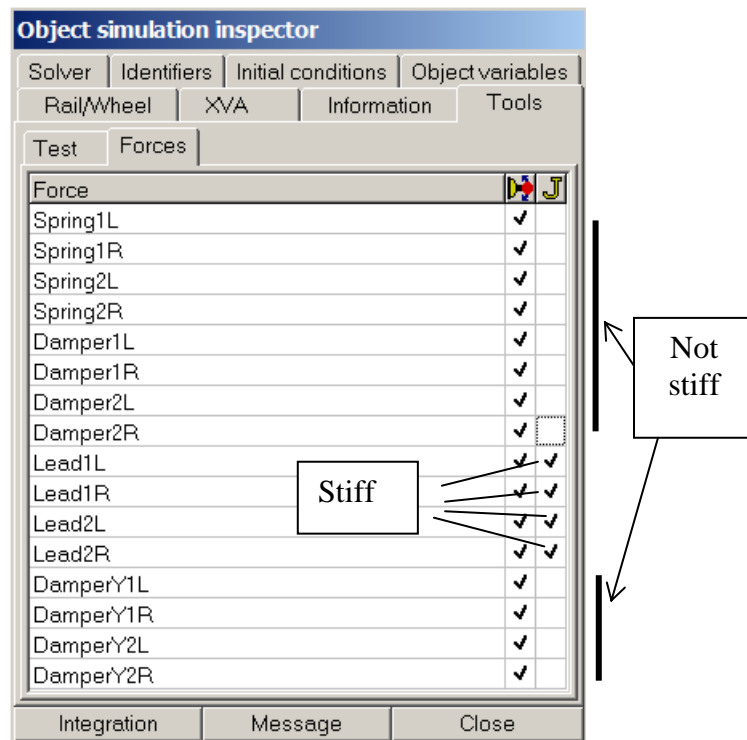 Object simulation inspector
Solver Identifiers Initial conditions Object variables
Rail/Wheel XVA Information Tools
Test Forces
Force J
Spring1L
Spring1R
Spring2L
Spring2R
Damper1L
Damper1R
Damper2L
Damper2R
Lead1L
Lead1R
Lead2L
Lead2R
DamperY1L
DamperY1R
DamperY2L
DamperY2R
Integration Message Close
Stiff
Not
stiff